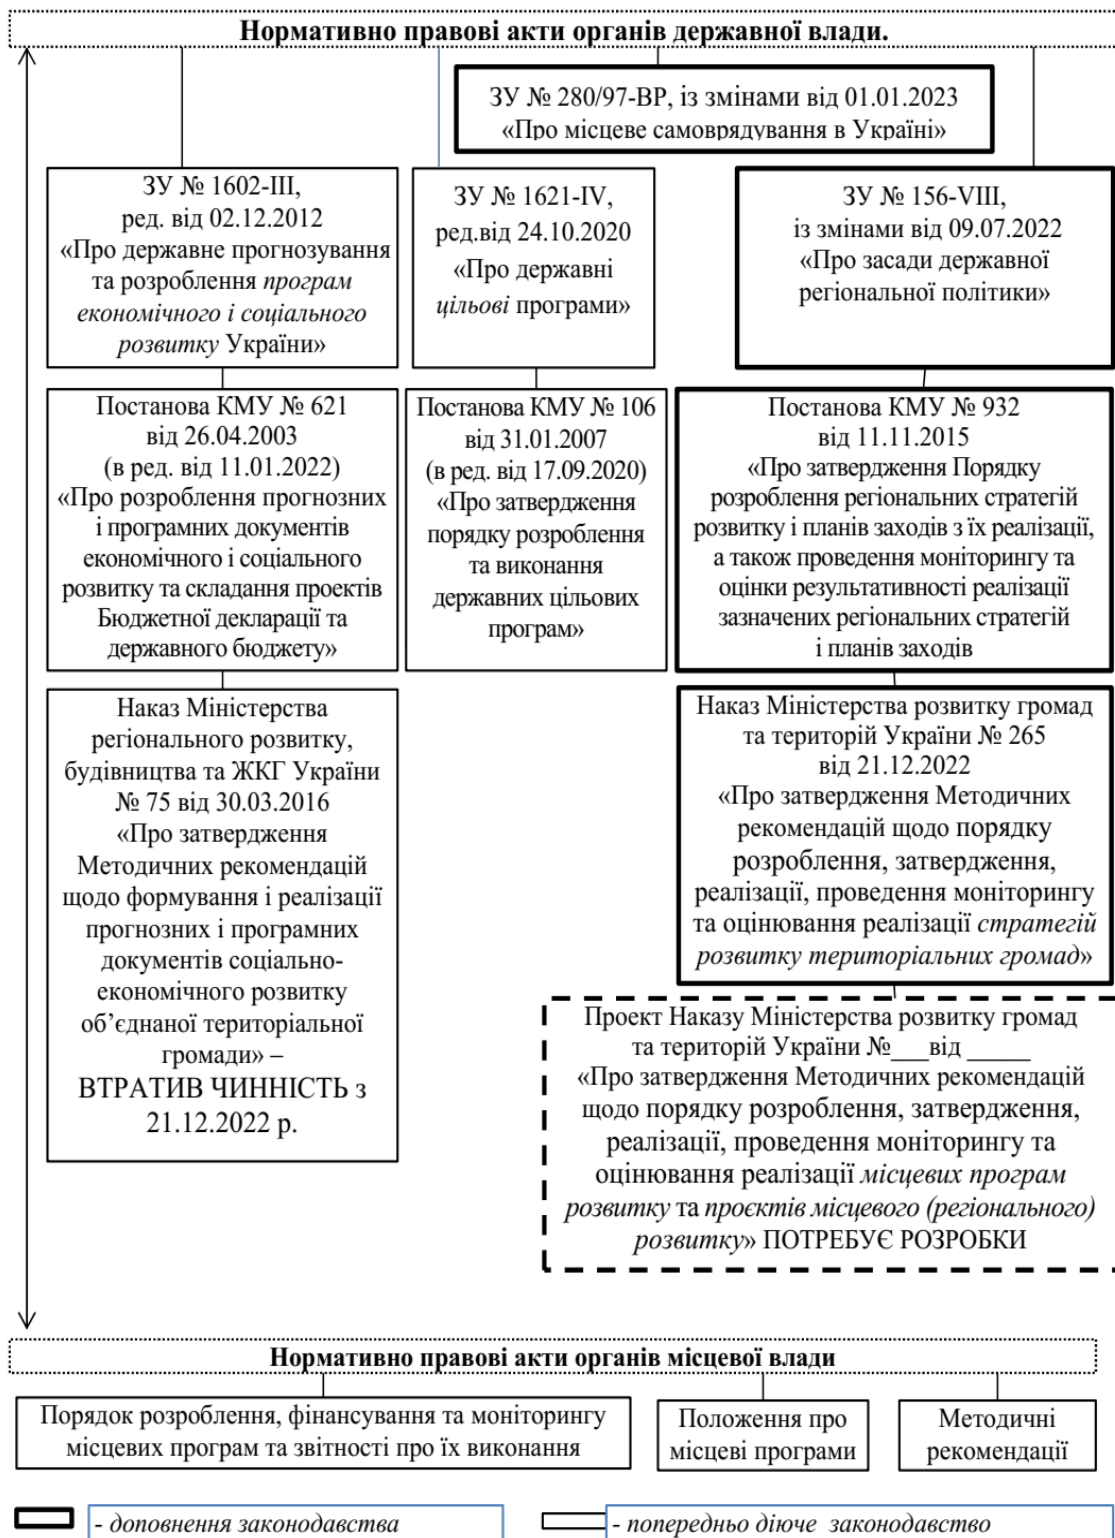 Нормативно правові акти органів державної влади.
ЗУ № 280/97-ВР, із змінами від 01.01.2023
«Про місцеве самоврядування в Україні»
ЗУ № 1602-III,
ред. від 02.12.2012
«Про державне прогнозування
та розроблення програм
економічного і соціального
розвитку України»
ЗУ № 1621-IV,
ред.від 24.10.2020
«Про державні
цільові програми»
ЗУ № 156-VIII,
із змінами від 09.07.2022
«Про засади державної
регіональної політики»
Постанова КМУ № 621
від 26.04.2003
(в ред. від 11.01.2022)
«Про розроблення прогнозних
і програмних документів
економічного і соціального
розвитку та складання проектів
Бюджетної декларації та
державного бюджету»
Постанова КМУ № 106
від 31.01.2007
(в ред. від 17.09.2020)
«Про затвердження
порядку розроблення
та виконання
державних цільових
програм»
Постанова КМУ № 932
від 11.11.2015
«Про затвердження Порядку
розроблення регіональних стратегій
розвитку і планів заходів з їх реалізації,
а також проведення моніторингу та
оцінки результативності реалізації
зазначених регіональних стратегій
і планів заходів
Наказ Міністерства
регіонального розвитку,
будівництва та ЖКГ України
№ 75 від 30.03.2016
«Про затвердження
Методичних рекомендацій
щодо формування і реалізації
прогнозних і програмних
документів соціально-
економічного розвитку
об’єднаної територіальної
громади» –
ВТРАТИВ ЧИННІСТЬ з
21.12.2022 р.
Наказ Міністерства розвитку громад
та територій України № 265
від 21.12.2022
«Про затвердження Методичних
рекомендацій щодо порядку
розроблення, затвердження,
реалізації, проведення моніторингу
та оцінювання реалізації стратегій
розвитку територіальних громад»
Проект Наказу Міністерства розвитку громад
та територій України №___від _____
«Про затвердження Методичних рекомендацій
щодо порядку розроблення, затвердження,
реалізації, проведення моніторингу та
оцінювання реалізації місцевих програм
розвитку та проєктів місцевого (регіонального)
розвитку» ПОТРЕБУЄ РОЗРОБКИ
Нормативно правові акти органів місцевої влади
Порядок розроблення, фінансування та моніторингу
місцевих програм та звітності про їх виконання
Положення про
місцеві програми
Методичні
рекомендації
- доповнення законодавства
- попередньо діюче законодавство